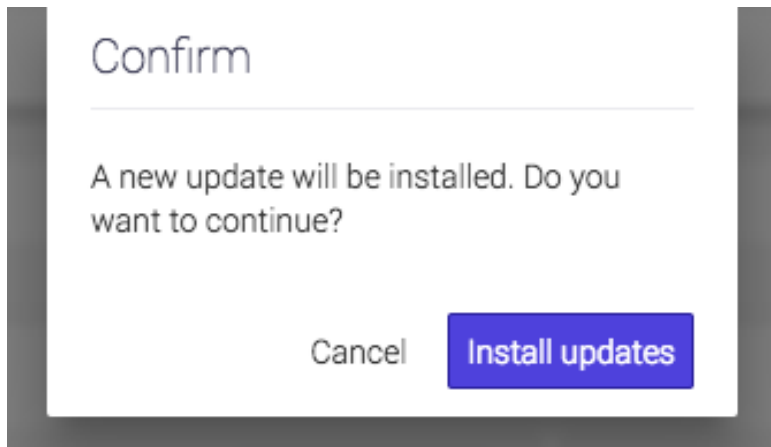 Confirm
A new update will be installed. Do you
want to continue?
Cancel Install updates